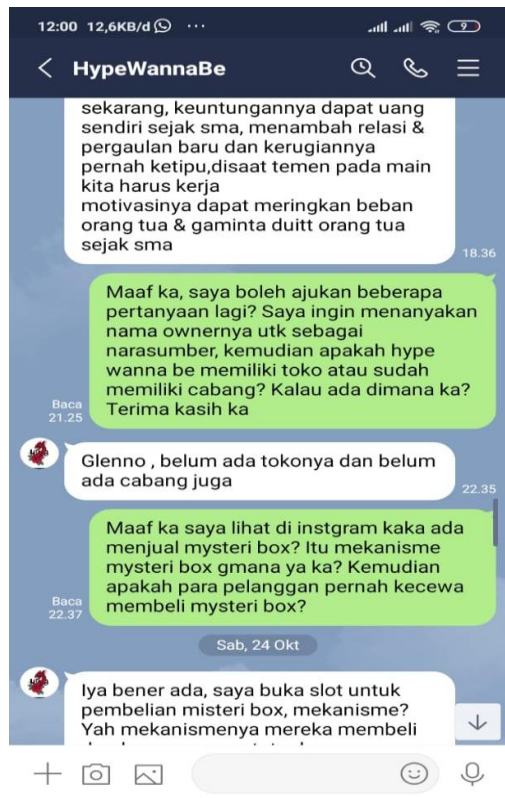 12:00 12,6KB/d ...
9
HypeWannaBe
sekarang, keuntungannya dapat uang
sendiri sejak sma, menambah relasi &
pergaulan baru dan kerugiannya
pernah ketipu,disaat temen pada main
kita harus kerja
motivasinya dapat meringkan beban
orang tua & gaminta duitt orang tua
sejak sma
18.36
Maaf ka, saya boleh ajukan beberapa
pertanyaan lagi? Saya ingin menanyakan
nama ownernya utk sebagai
narasumber, kemudian apakah hype
wanna be memiliki toko atau sudah
memiliki cabang? Kalau ada dimana ka?
Terima kasih ka
Baca
21.25
Glenno , belum ada tokonya dan belum
ada cabang juga
22.35
Maaf ka saya lihat di instgram kaka ada
menjual mysteri box? Itu mekanisme
mysteri box gmana ya ka? Kemudian
apakah para pelanggan pernah kecewa
membeli mysteri box?
Baca
22.37
Sab, 24 Okt
Iya bener ada, saya buka slot untuk
pembelian misteri box, mekanisme?
Yah mekanismenya mereka membeli